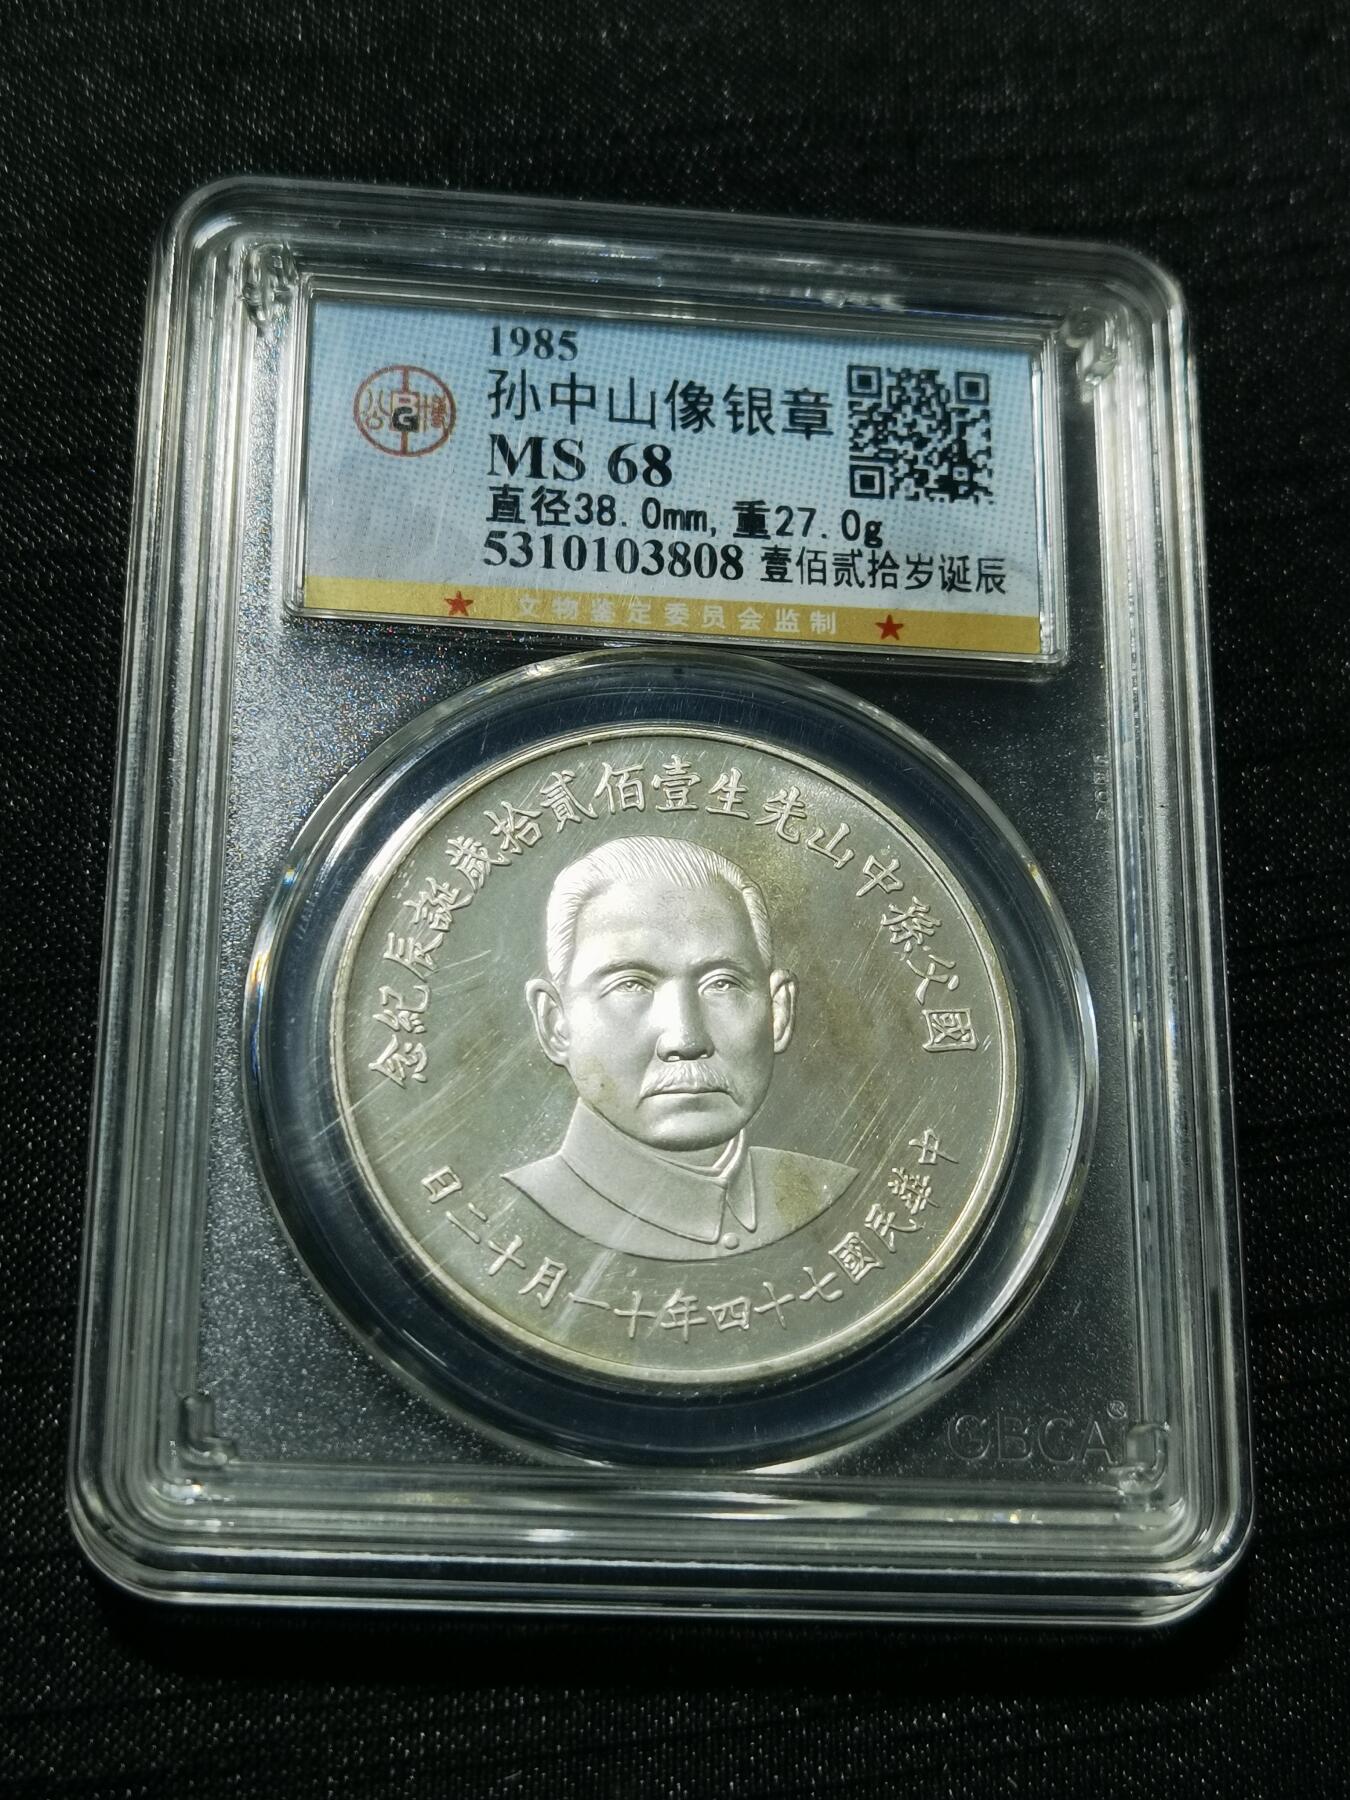 1985
孙中山像银章
MS 68
直径38.0mm,重27.0g
5310103808 壹佰贰拾岁诞辰
公 G 博
文物鉴定委员会监制
國父孫中山先生壹佰貳拾歲誕辰紀念
中華民國七十四年十一月十二日
GBCA®